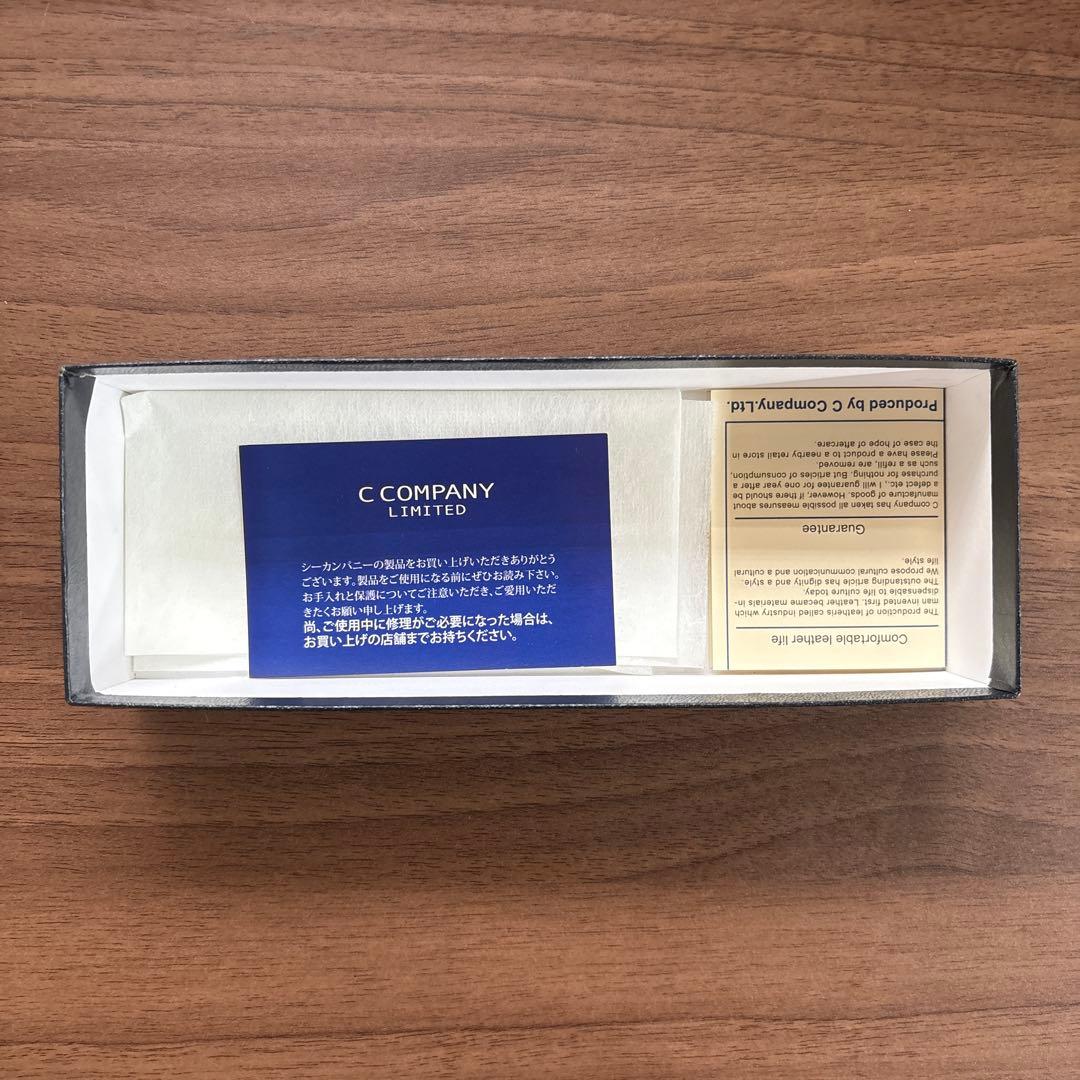 C COMPANY
LIMITED
シーカンパニーの製品をお買い上げいただきありがとう
ございます。製品をご使用になる前にぜひお読み下さい。
お手入れと保護についてご注意いただき、ご愛用いただ
きたくお願い申し上げます。
尚、ご使用中に修理がご必要になった場合は、
お買い上げの店舗までお持ちください。
Comfortable leather life
The production of leather is called industry which
man invented first. Leather became materials in-
dispensable to life to culture today.
The outstanding article has dignity and a style.
We propose cultural communication and a cultural
life style.
Guarantee
C company has taken all possible measures about
manufacture of goods. However, if there should be
a defect etc., I will guarantee for one year after a
purchase for nothing. But articles of consumption,
such as a refill, are removed.
Please have a product to a nearby retail store in
the case of hope of aftercare.
Produced by C Company.Ltd.